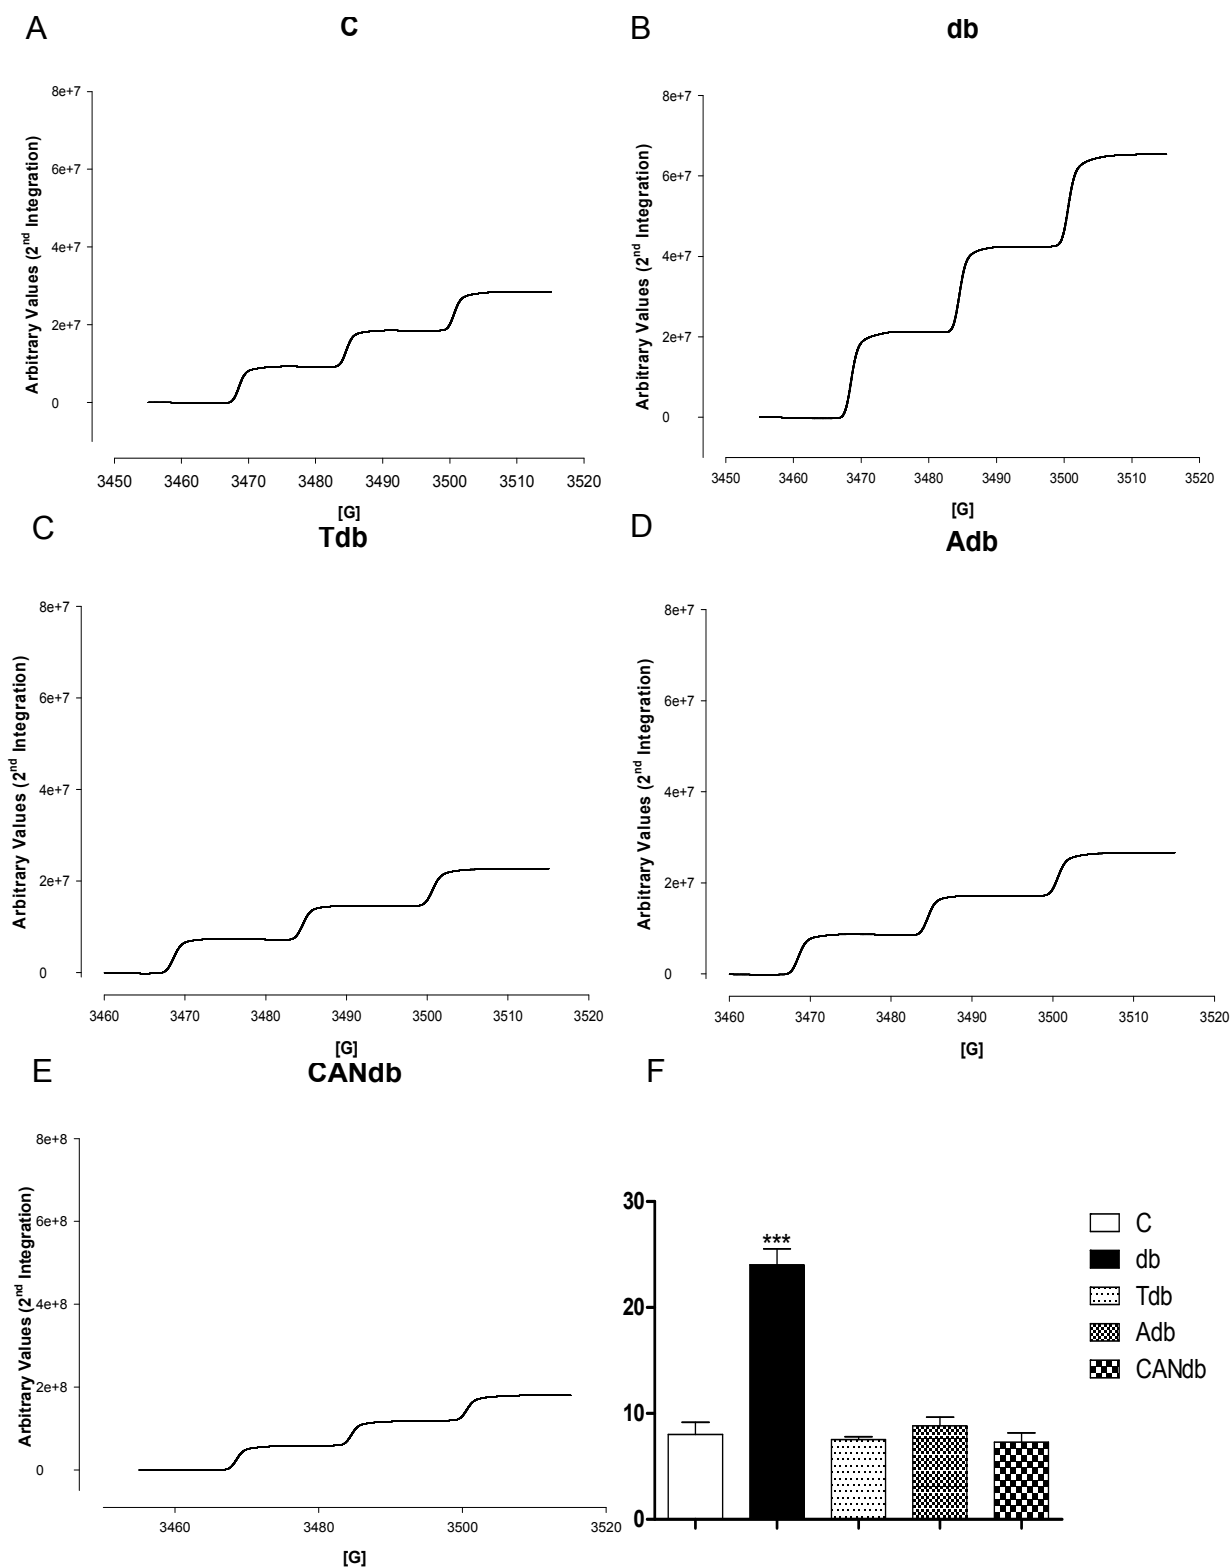 A
C
8e+7
6e+7
4e+7
2e+7
0
Arbitrary Values (2nd Integration)
3450 3460 3470 3480 3490 3500 3510 3520
[G]
B
db
8e+7
6e+7
4e+7
2e+7
0
Arbitrary Values (2nd Integration)
3450 3460 3470 3480 3490 3500 3510 3520
[G]
C
Tdb
8e+7
6e+7
4e+7
2e+7
0
Arbitrary Values (2nd Integration)
3460 3470 3480 3490 3500 3510 3520
[G]
D
Adb
8e+7
6e+7
4e+7
2e+7
0
Arbitrary Values (2nd Integration)
3460 3470 3480 3490 3500 3510 3520
[G]
E
CANdb
8e+8
6e+8
4e+8
2e+8
0
Arbitrary Values (2nd Integration)
3460 3480 3500 3520
[G]
F
30
20
10
0
***
C
db
Tdb
Adb
CANdb